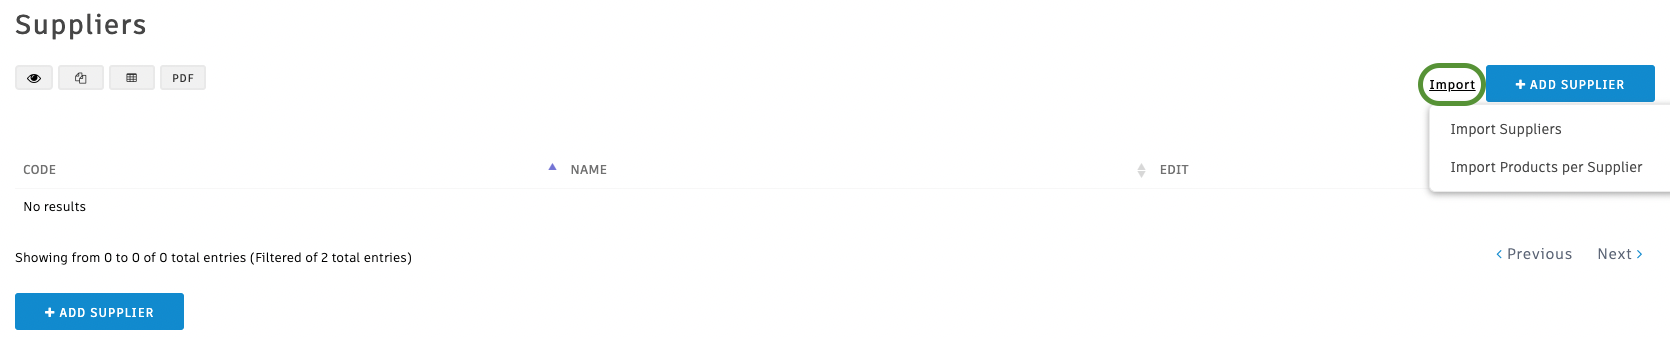 Suppliers
PDF
Import
+ ADD SUPPLIER
Import Suppliers
Import Products per Supplier
CODE NAME EDIT
No results
Showing from 0 to 0 of 0 total entries (Filtered of 2 total entries)
‹ Previous Next ›
+ ADD SUPPLIER